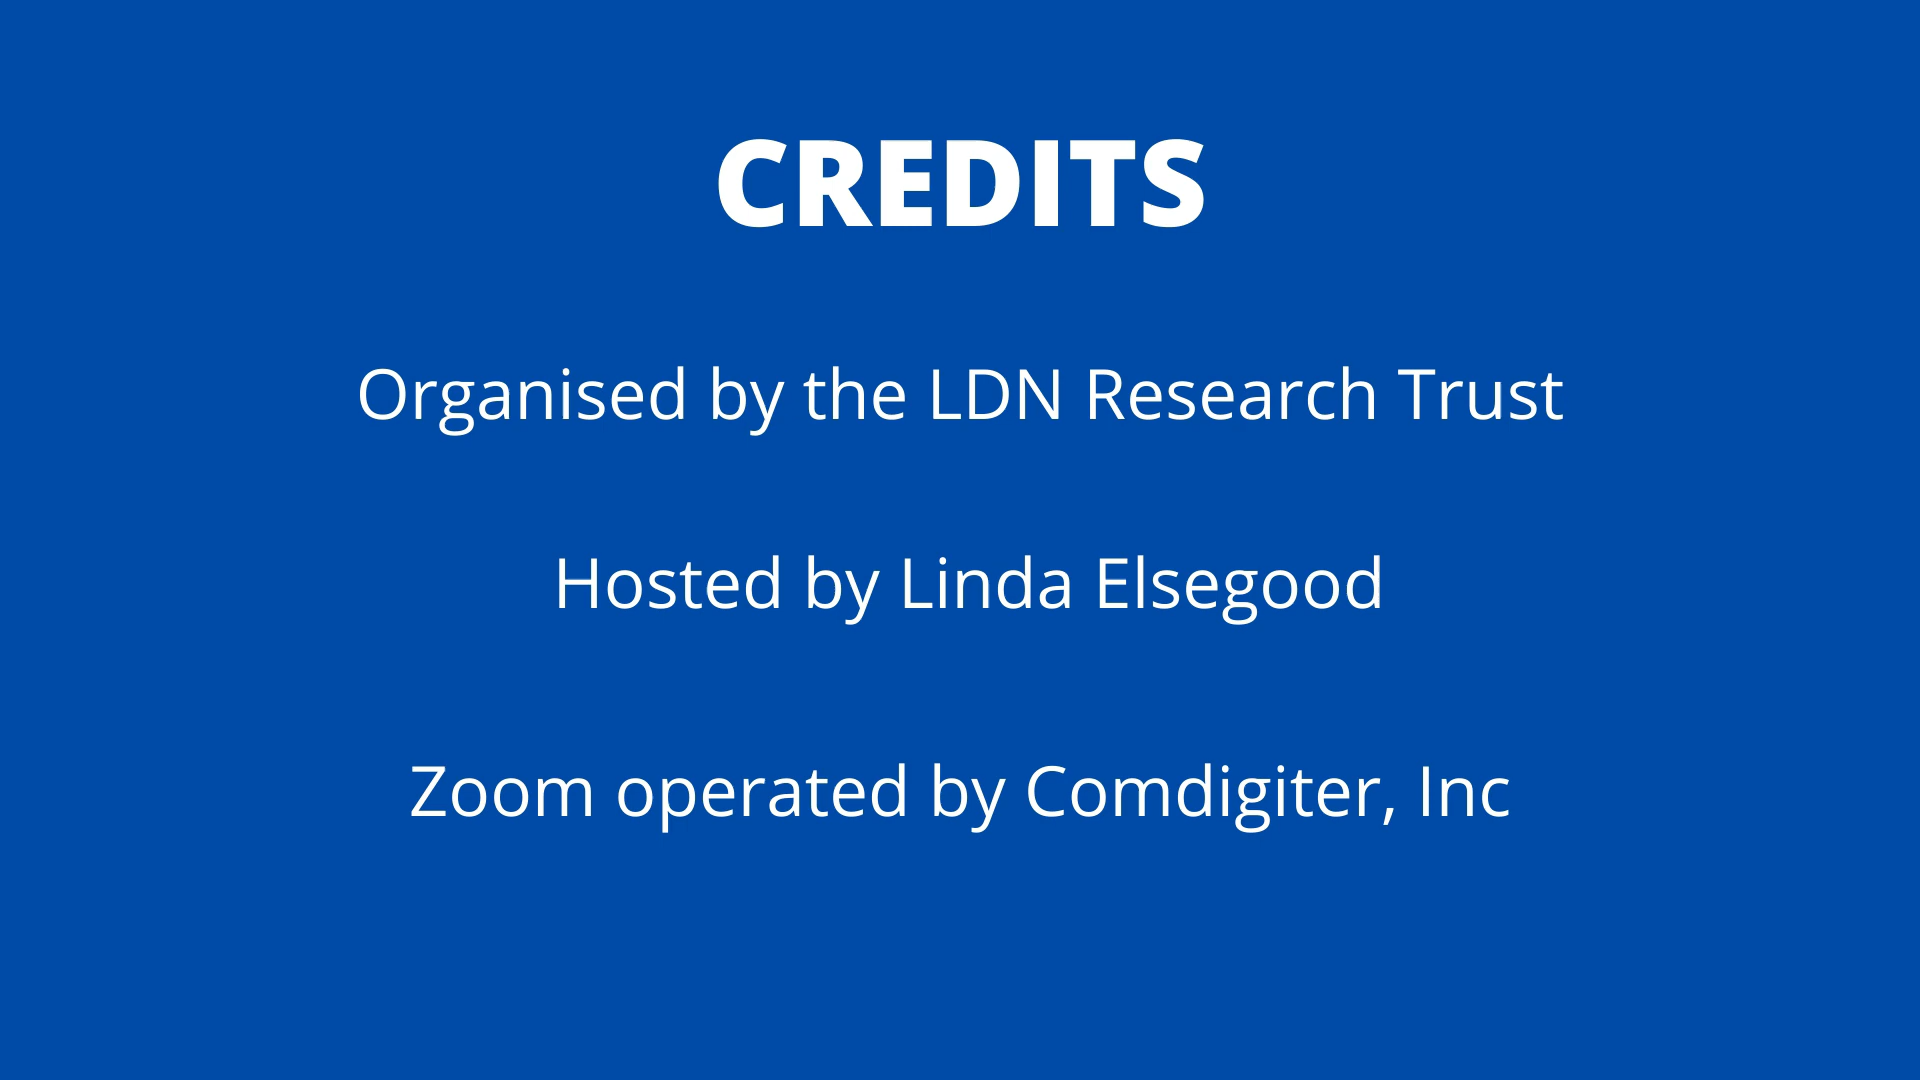 CREDITS
Organised by the LDN Research Trust
Hosted by Linda Elsegood
Zoom operated by Comdigiter, Inc